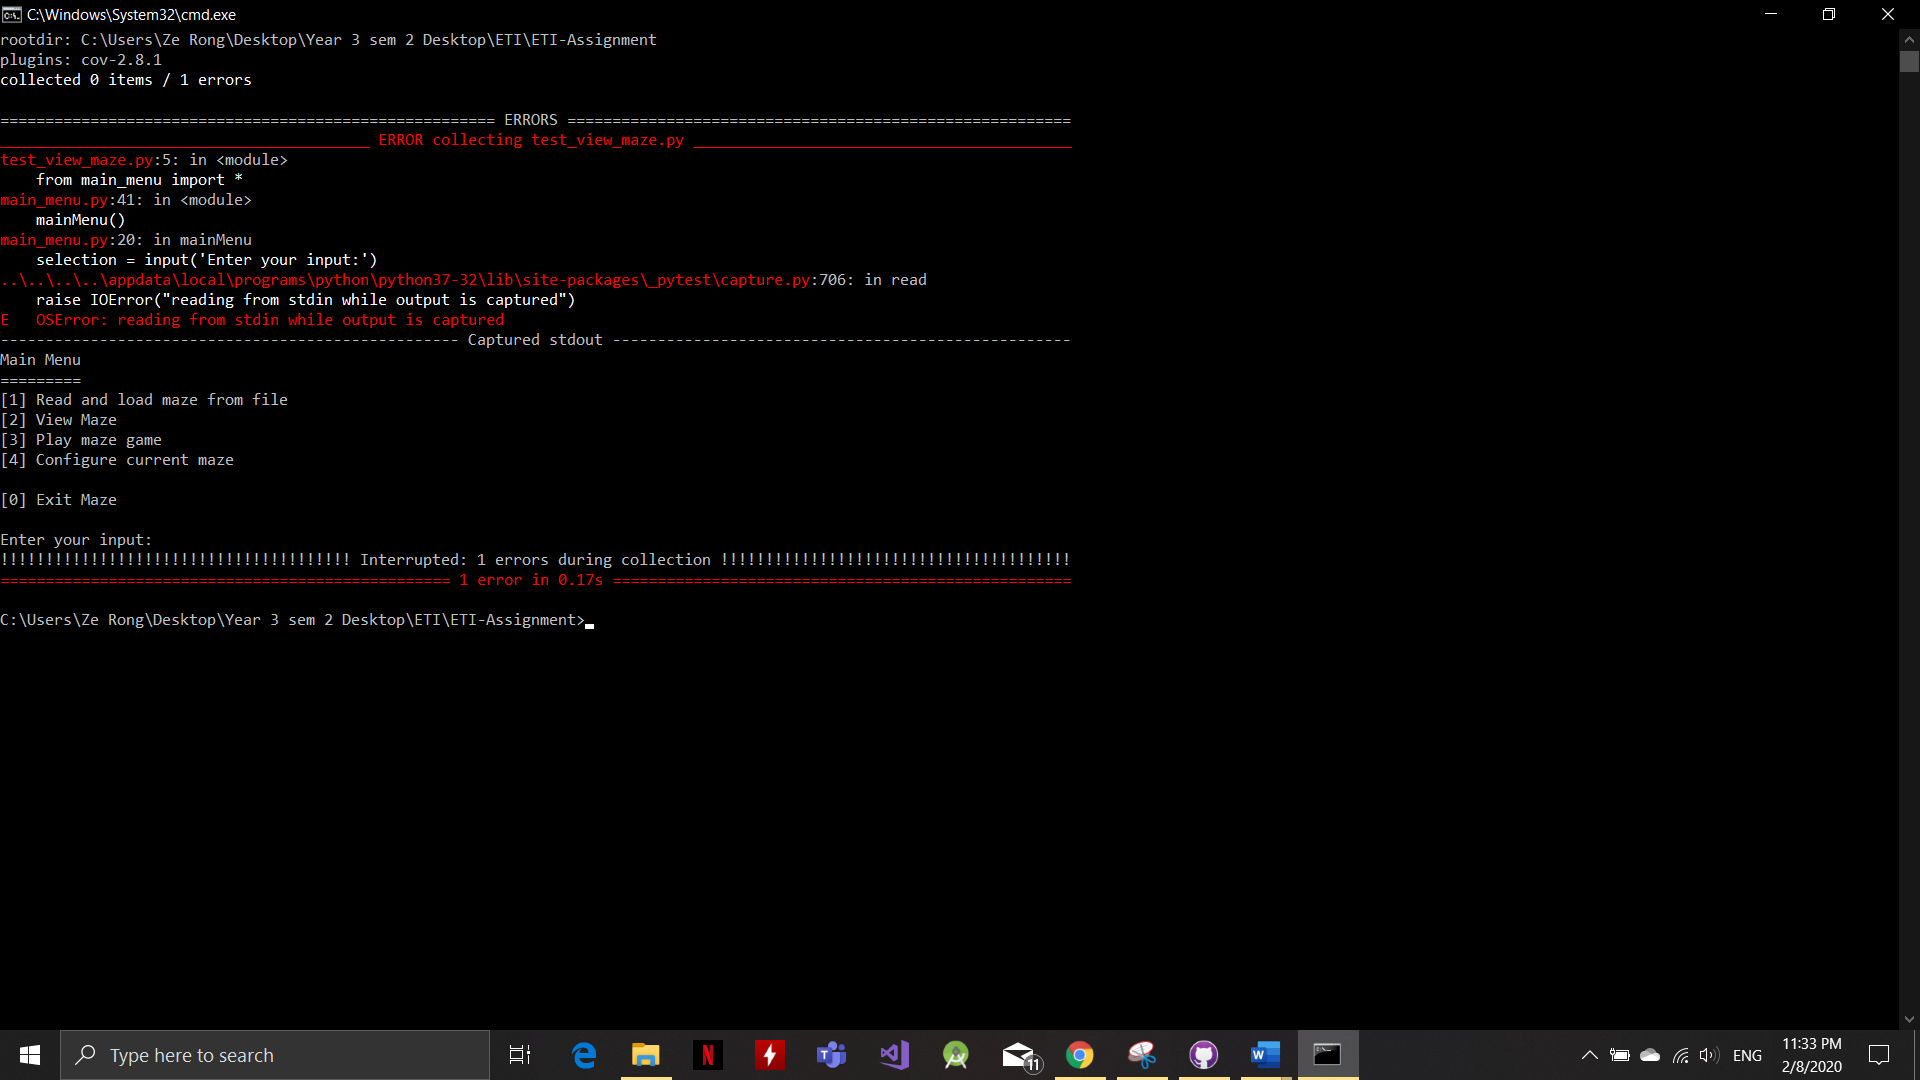 C:\Windows\System32\cmd.exe
rootdir: C:\Users\Ze Rong\Desktop\Year 3 sem 2 Desktop\ETI\ETI-Assignment
plugins: cov-2.8.1
collected 0 items / 1 errors
======================================================= ERRORS ========================================================
_________________________________________ ERROR collecting test_view_maze.py __________________________________________
test_view_maze.py:5: in <module>
    from main_menu import *
main_menu.py:41: in <module>
    mainMenu()
main_menu.py:20: in mainMenu
    selection = input('Enter your input:')
..\..\..\..\appdata\local\programs\python\python37-32\lib\site-packages\_pytest\capture.py:706: in read
    raise IOError("reading from stdin while output is captured")
E   OSError: reading from stdin while output is captured
--------------------------------------------------- Captured stdout ---------------------------------------------------
Main Menu
=========
[1] Read and load maze from file
[2] View Maze
[3] Play maze game
[4] Configure current maze
[0] Exit Maze
Enter your input:
!!!!!!!!!!!!!!!!!!!!!!!!!!!!!!!!!!!!!!! Interrupted: 1 errors during collection !!!!!!!!!!!!!!!!!!!!!!!!!!!!!!!!!!!!!!!
================================================== 1 error in 0.17s ===================================================
C:\Users\Ze Rong\Desktop\Year 3 sem 2 Desktop\ETI\ETI-Assignment>
Type here to search
11
ENG
11:33 PM
2/8/2020